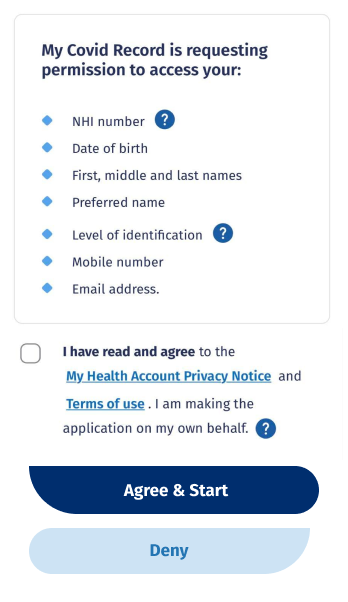 My Covid Record is requesting
permission to access your:
NHI number ?
Date of birth
First, middle and last names
Preferred name
Level of identification ?
Mobile number
Email address.
I have read and agree to the
My Health Account Privacy Notice and
Terms of use . I am making the
application on my own behalf. ?
Agree & Start
Deny